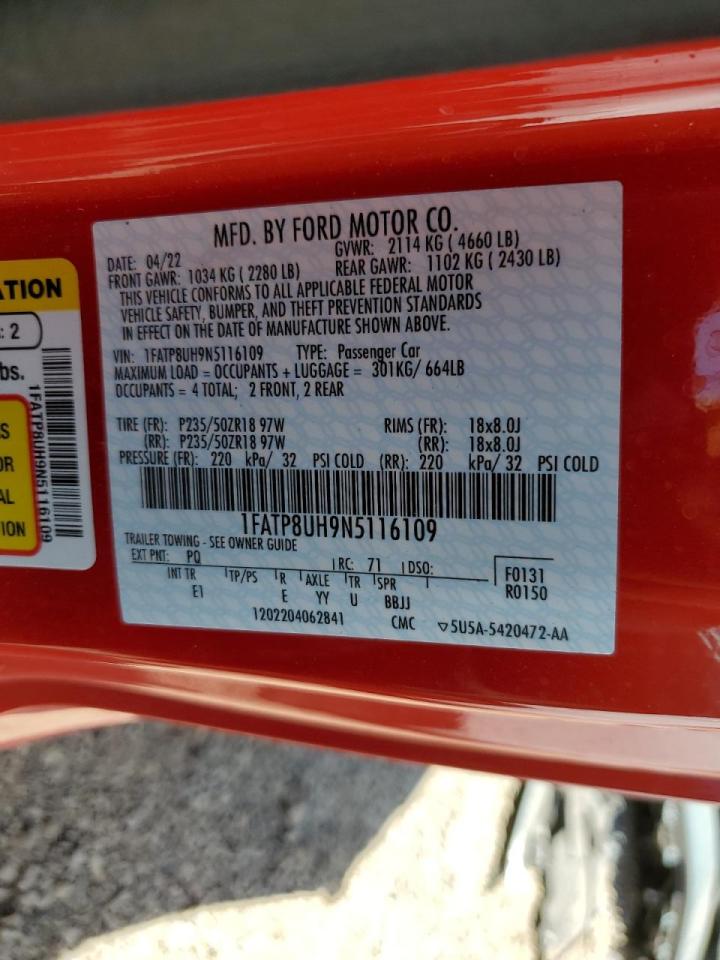 MFD. BY FORD MOTOR CO.
DATE: 04/22 GVWR: 2114 KG ( 4660 LB)
FRONT GAWR: 1034 KG ( 2280 LB) REAR GAWR: 1102 KG ( 2430 LB)
THIS VEHICLE CONFORMS TO ALL APPLICABLE FEDERAL MOTOR
VEHICLE SAFETY, BUMPER, AND THEFT PREVENTION STANDARDS
IN EFFECT ON THE DATE OF MANUFACTURE SHOWN ABOVE.
VIN: 1FATP8UH9N5116109 TYPE: Passenger Car
MAXIMUM LOAD = OCCUPANTS + LUGGAGE = 301KG/ 664LB
OCCUPANTS = 4 TOTAL; 2 FRONT, 2 REAR
TIRE (FR): P235/50ZR18 97W RIMS (FR): 18x8.0J
(RR): P235/50ZR18 97W (RR): 18x8.0J
PRESSURE (FR): 220 kPa/ 32 PSI COLD (RR): 220 kPa/ 32 PSI COLD
1FATP8UH9N5116109
TRAILER TOWING - SEE OWNER GUIDE
EXT PNT: PQ RC: 71 DSO: F0131
INT TR TP/PS R AXLE TR SPR R0150
E1 E YY U BBJJ
1202204062841 CMC ▽5U5A-5420472-AA
ATION
: 2
bs.
S
OR
AL
TION
1FATP8UH9N5116109